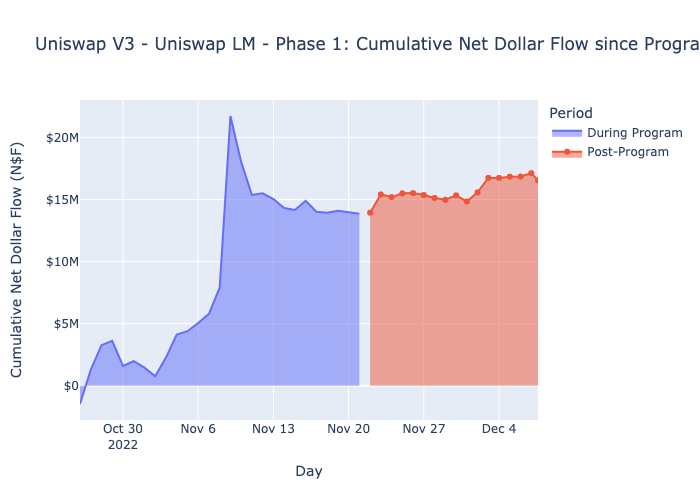 Uniswap V3 - Uniswap LM - Phase 1: Cumulative Net Dollar Flow since Progra
Period
During Program
Post-Program
Cumulative Net Dollar Flow (N$F)
$20M
$15M
$10M
$5M
$0
Oct 30
2022
Nov 6
Nov 13
Nov 20
Nov 27
Dec 4
Day